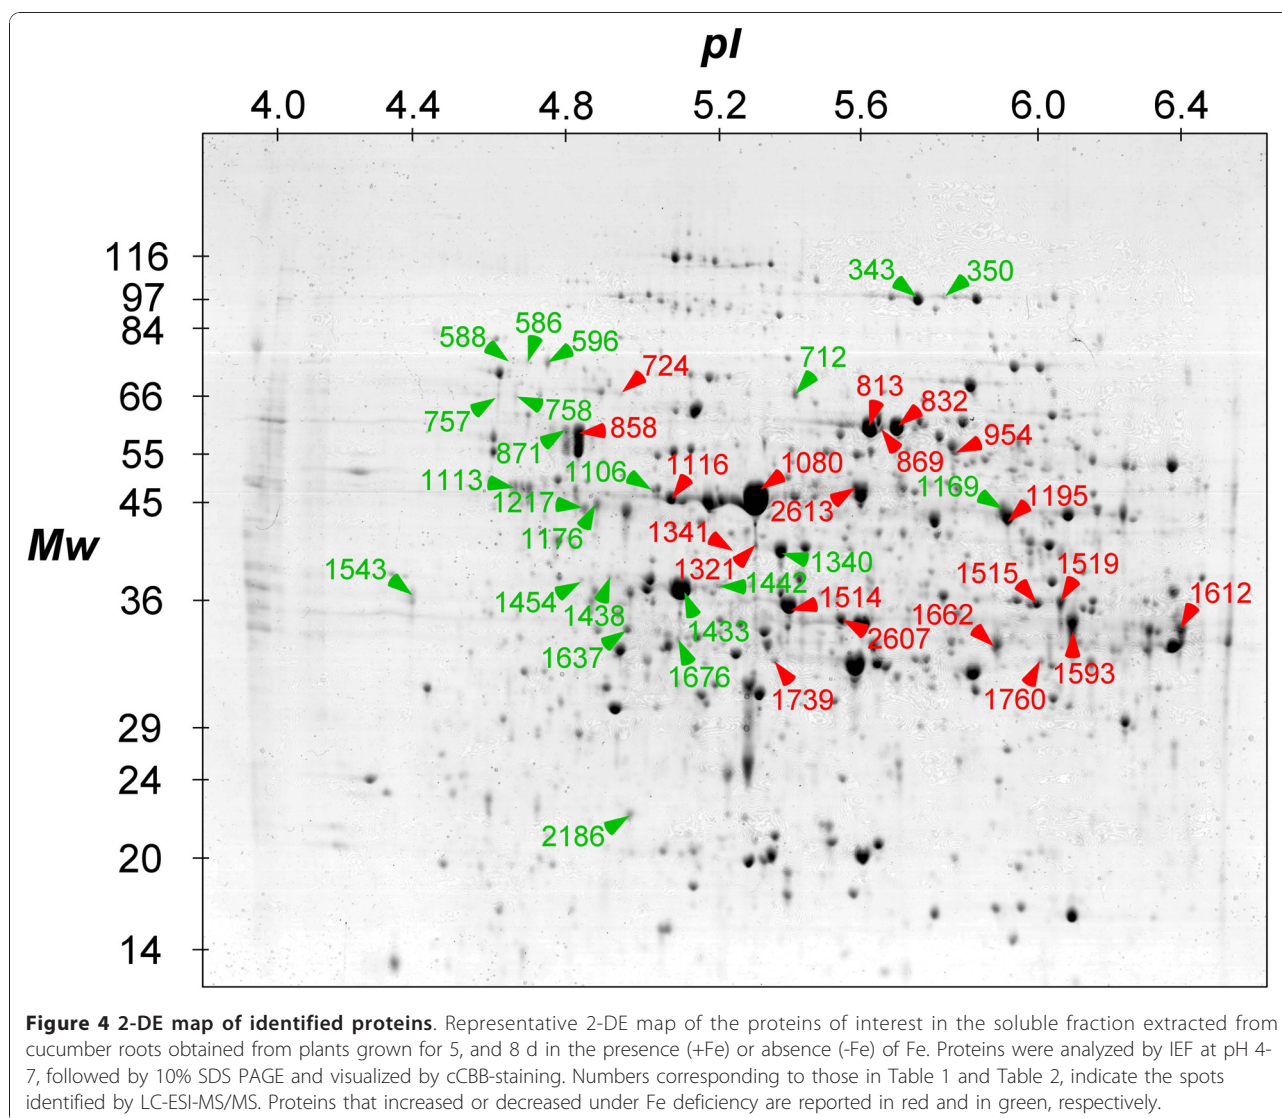 pI
4.0 4.4 4.8 5.2 5.6 6.0 6.4
116
343 350
97
84
586
588 596
724 712
813
66
832
757 758
858
954
871 869
55
1106 1116 1080
1113
1169
1217 2613 1195
45
1176
1341
Mw
1321 1340
1543 1442 1515 1519
36
1454 1438 1514 1612
1433 1662
2607
1637 1676 1593
1739 1760
29
24
2186
20
14
Figure 4 2-DE map of identified proteins. Representative 2-DE map of the proteins of interest in the soluble fraction extracted from
cucumber roots obtained from plants grown for 5, and 8 d in the presence (+Fe) or absence (-Fe) of Fe. Proteins were analyzed by IEF at pH 4-
7, followed by 10% SDS PAGE and visualized by cCBB-staining. Numbers corresponding to those in Table 1 and Table 2, indicate the spots
identified by LC-ESI-MS/MS. Proteins that increased or decreased under Fe deficiency are reported in red and in green, respectively.